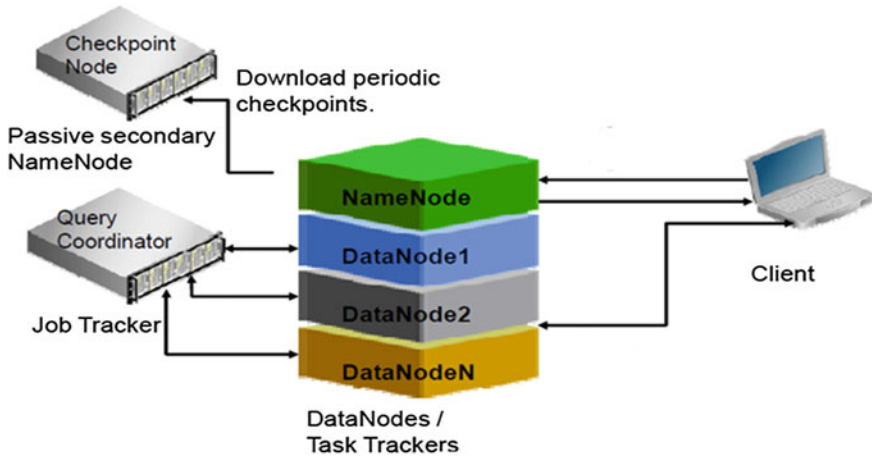 Checkpoint
Node
Download periodic
checkpoints.
Passive secondary
NameNode
NameNode
Query
Coordinator
DataNode1
Client
DataNode2
Job Tracker
DataNodeN
DataNodes /
Task Trackers